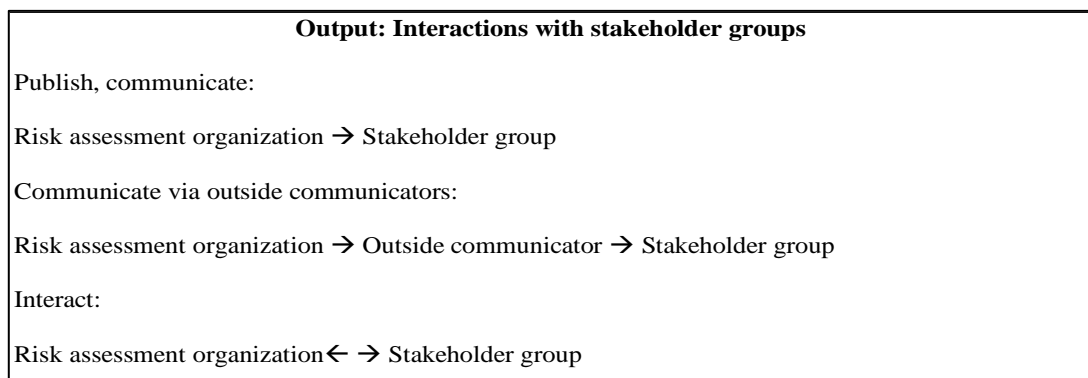 Output: Interactions with stakeholder groups
Publish, communicate:
Risk assessment organization → Stakeholder group
Communicate via outside communicators:
Risk assessment organization → Outside communicator → Stakeholder group
Interact:
Risk assessment organization← → Stakeholder group